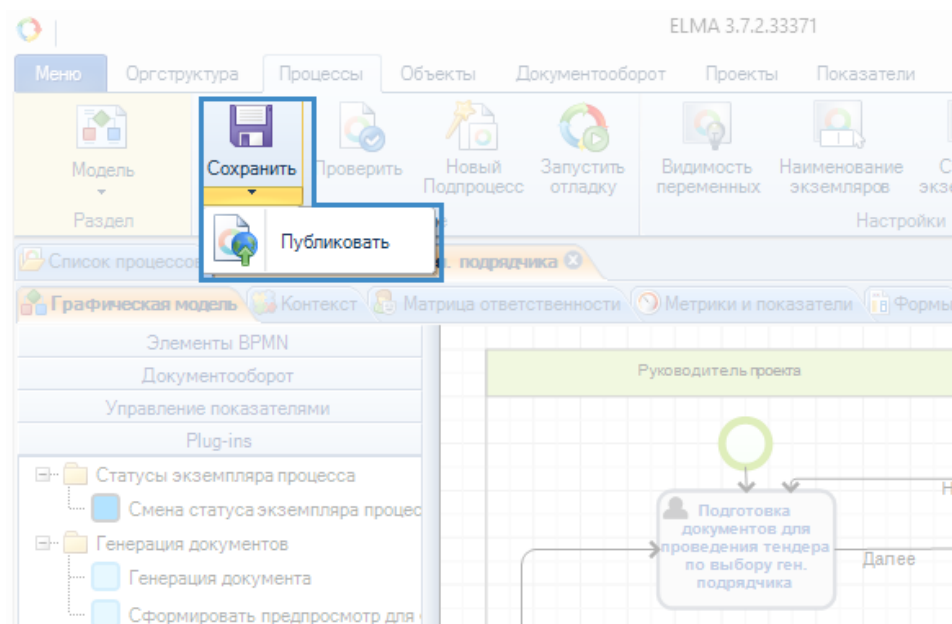 ELMA 3.7.2.33371
Меню Оргструктура Процессы Объекты Документооборот Проекты Показатели
Модель Сохранить Проверить Новый Подпроцесс Запустить отладку Видимость переменных Наименование экземляров
Раздел Настройки
Публиковать
Список процессов подрядчика
Графическая модель Контекст Матрица ответственности Метрики и показатели Формы
Элементы BPMN
Документооборот
Управление показателями
Plug-ins
Статусы экземпляра процесса
Смена статуса экземпляра процес
Генерация документов
Генерация документа
Сформировать предпросмотр для
Руководитель проекта
Подготовка
документов для
проведения тендера
по выбору ген.
подрядчика
Далее
Н